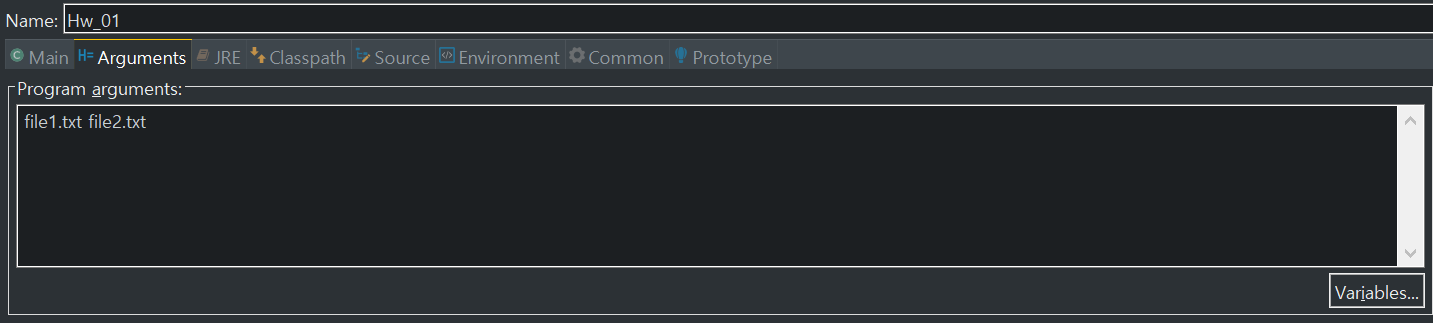 Name: Hw_01
Main Arguments JRE Classpath Source Environment Common Prototype
Program arguments:
file1.txt file2.txt
Variables...